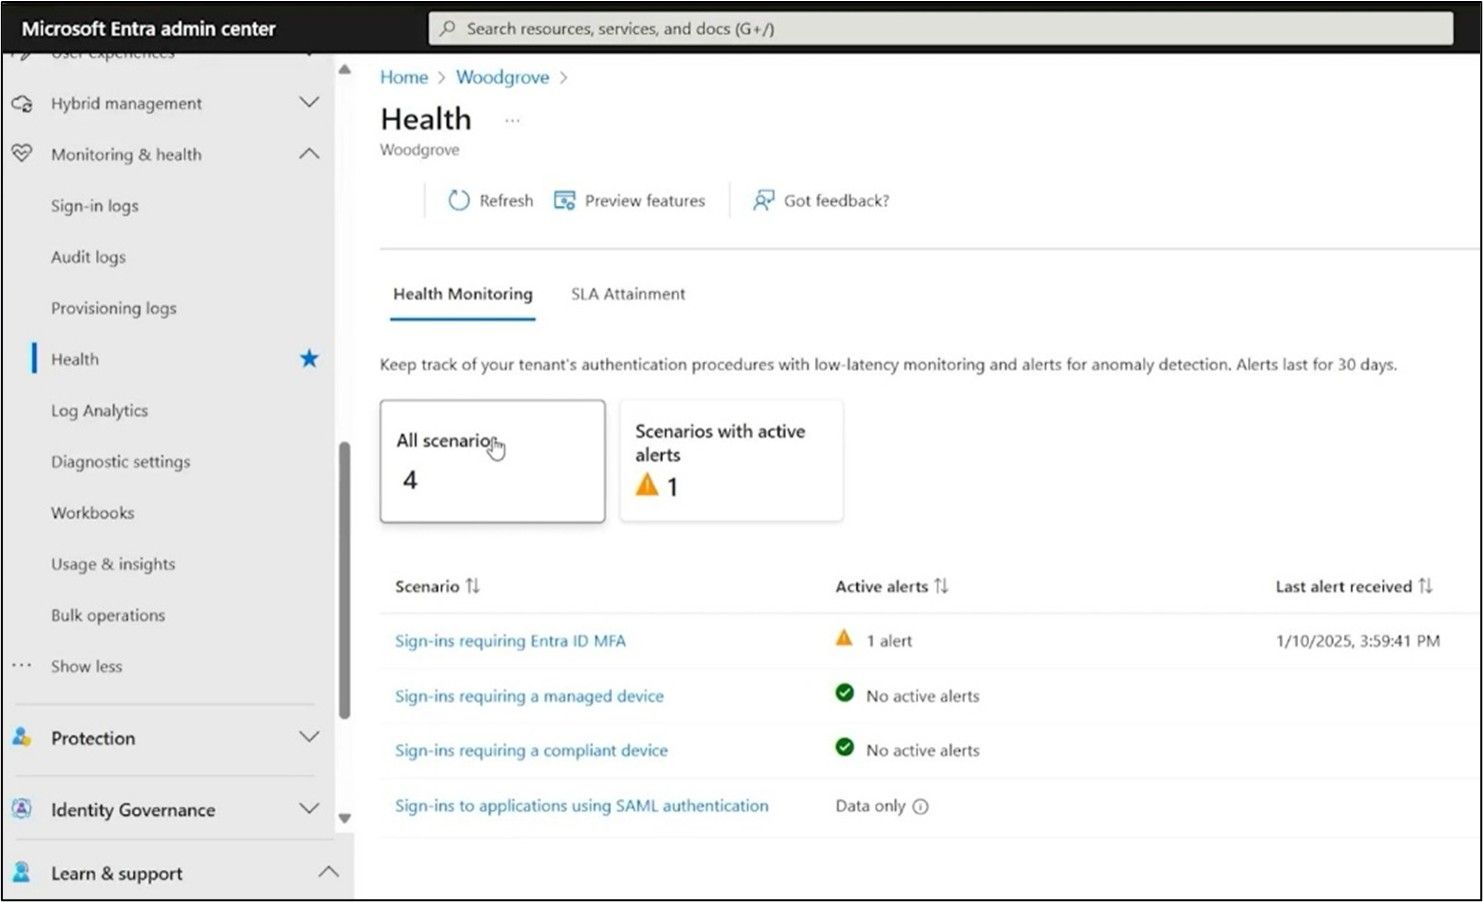 Microsoft Entra admin center
Search resources, services, and docs (G+/)
User experiences
Hybrid management
Monitoring & health
Sign-in logs
Audit logs
Provisioning logs
Health
Log Analytics
Diagnostic settings
Workbooks
Usage & insights
Bulk operations
Show less
Protection
Identity Governance
Learn & support
Home > Woodgrove >
Health ...
Woodgrove
Refresh Preview features Got feedback?
Health Monitoring SLA Attainment
Keep track of your tenant's authentication procedures with low-latency monitoring and alerts for anomaly detection. Alerts last for 30 days.
All scenario
4
Scenarios with active
alerts
1
Scenario Active alerts Last alert received
Sign-ins requiring Entra ID MFA 1 alert 1/10/2025, 3:59:41 PM
Sign-ins requiring a managed device No active alerts
Sign-ins requiring a compliant device No active alerts
Sign-ins to applications using SAML authentication Data only